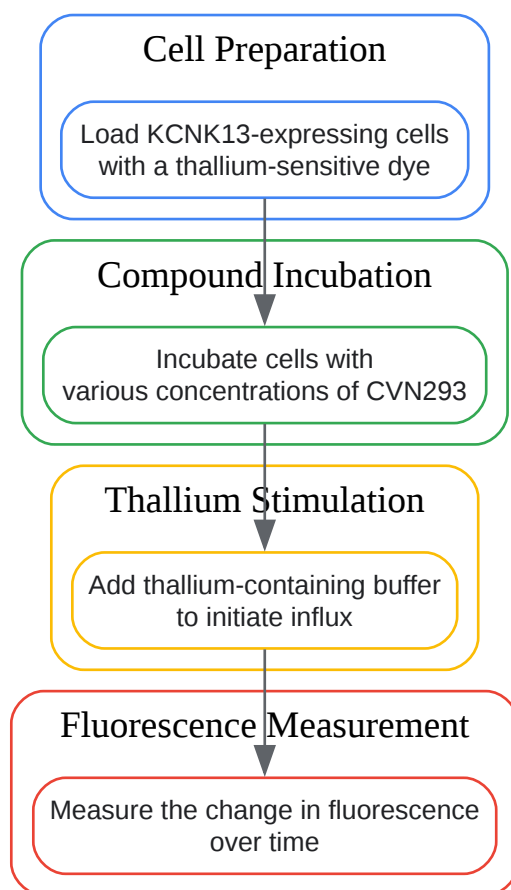 Cell Preparation
Load KCNK13-expressing cells
with a thallium-sensitive dye
Compound Incubation
Incubate cells with
various concentrations of CVN293
Thallium Stimulation
Add thallium-containing buffer
to initiate influx
Fluorescence Measurement
Measure the change in fluorescence
over time